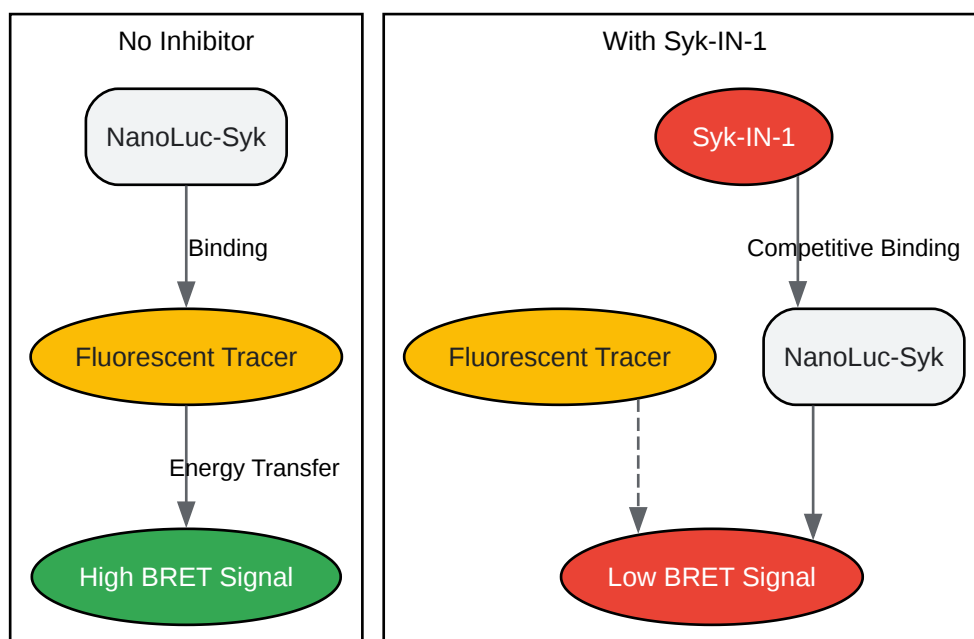 No Inhibitor
NanoLuc-Syk
Binding
Fluorescent Tracer
Energy Transfer
High BRET Signal
With Syk-IN-1
Syk-IN-1
Competitive Binding
Fluorescent Tracer
NanoLuc-Syk
Low BRET Signal